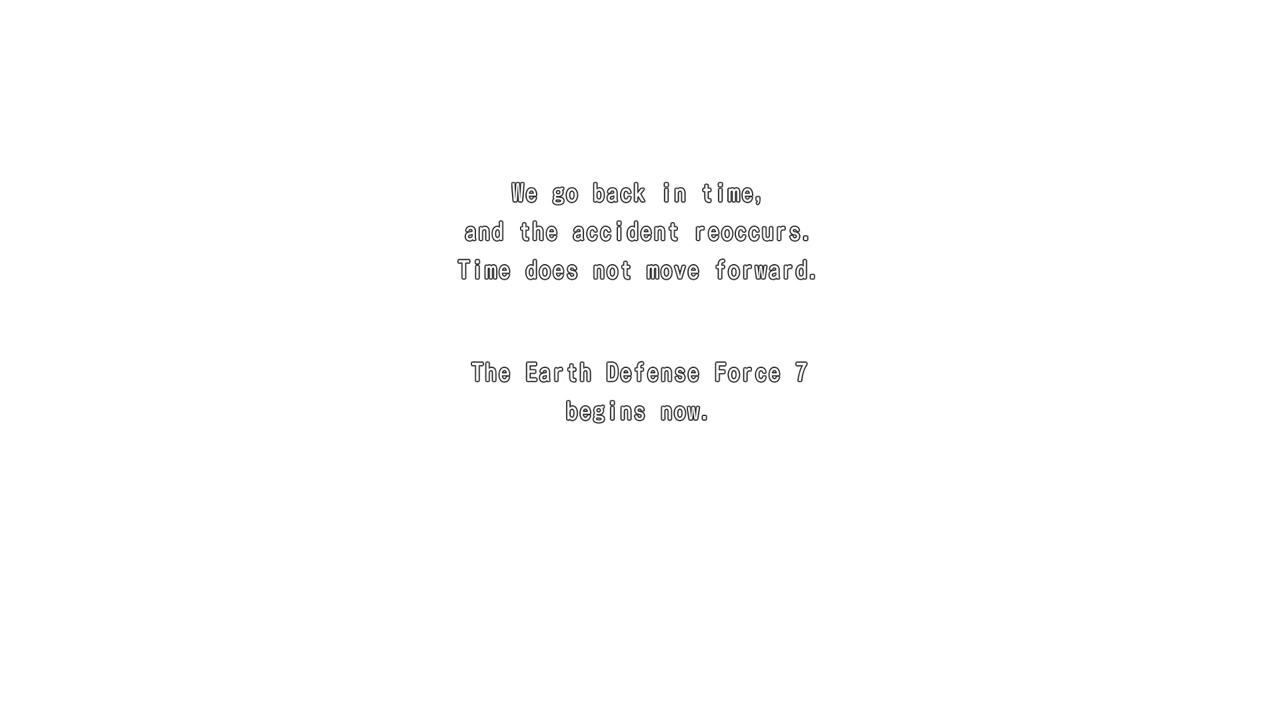 We go back in time,
and the accident reoccurs.
Time does not move forward.
The Earth Defense Force 7
begins now.